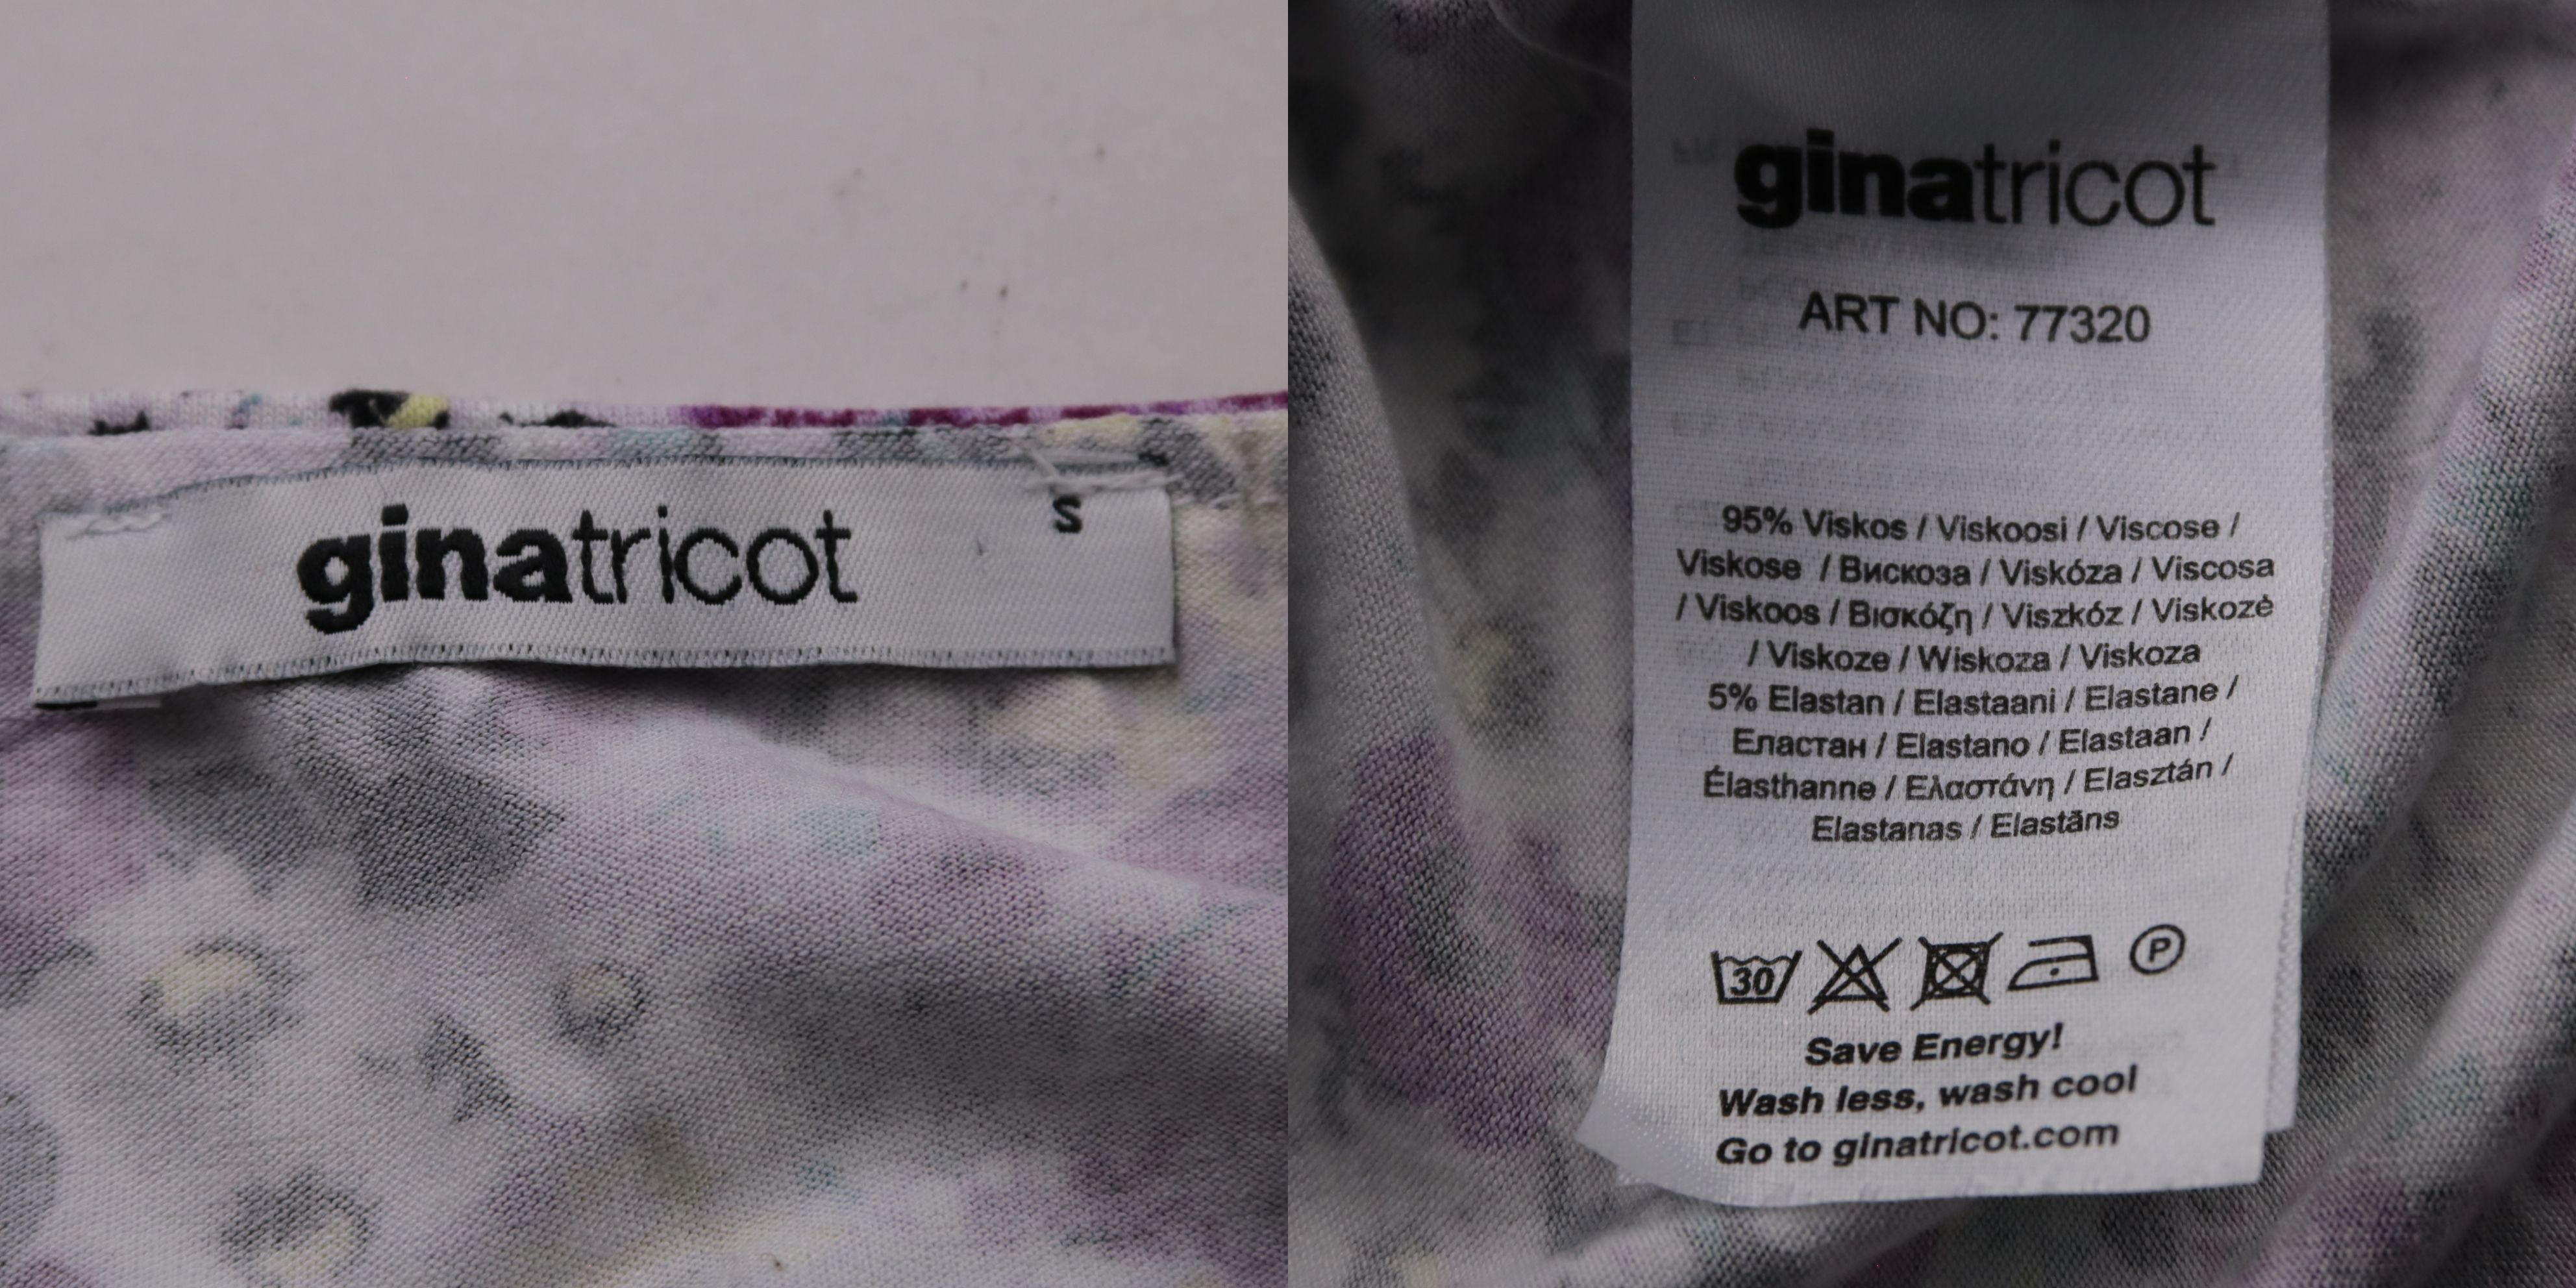 ginatricot
S
ginatricot
ART NO: 77320
95% Viskos / Viskoosi / Viscose /
Viskose / Вискоза / Viskóza / Viscosa
/ Viskoos / Βισκόζη / Viszkóz / Viskozė
/ Viskoze / Wiskoza / Viskoza
5% Elastan / Elastaani / Elastane /
Еластан / Elastano / Elastaan /
Élasthanne / Ελαστάνη / Elasztán /
Elastanas / Elastāns
30
P
Save Energy!
Wash less, wash cool
Go to ginatricot.com